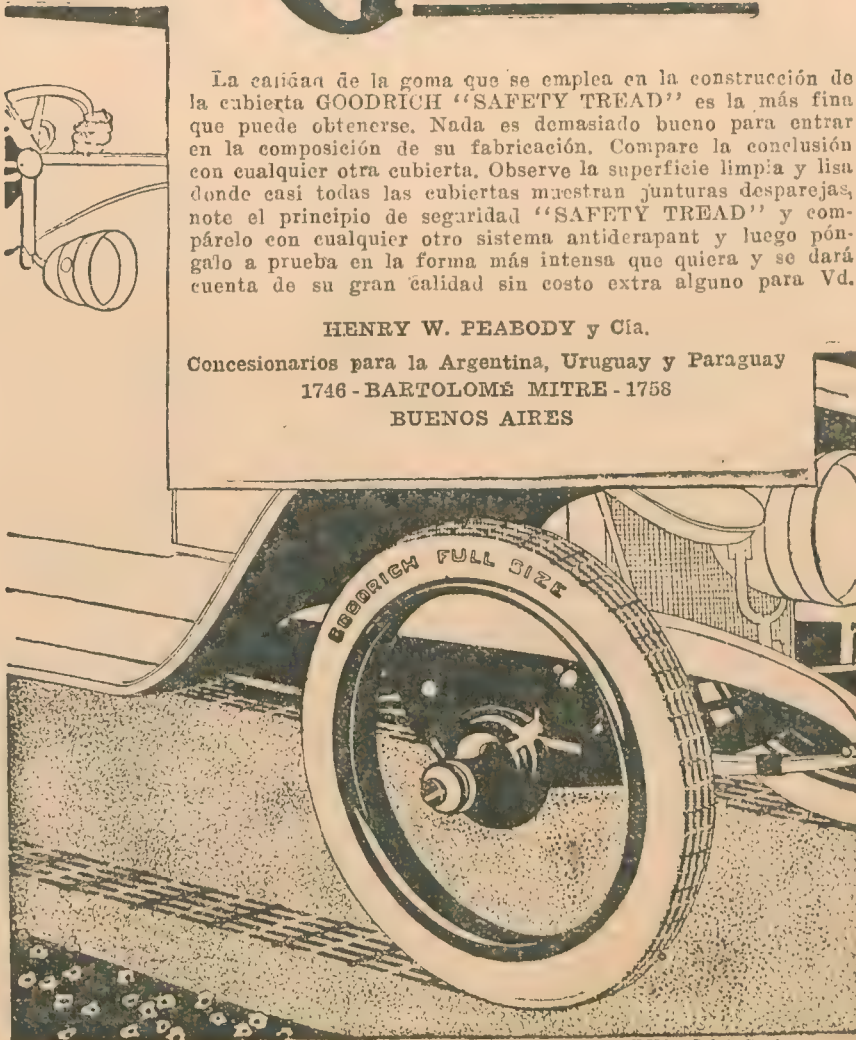 La calidad de la goma que se emplea en la construcción de
la cubierta GOODRICH “SAFETY TREAD” es la más fina
que puede obtenerse. Nada es demasiado bueno para entrar
en la composición de su fabricación. Compare la conclusión
con cualquier otra cubierta. Observe la superficie limpia y lisa
donde casi todas las cubiertas muestran junturas desparejas,
note el principio de seguridad “SAFETY TREAD” y com-
párelo con cualquier otro sistema antiderapant y luego pón-
galo a prueba en la forma más intensa que quiera y se dará
cuenta de su gran calidad sin costo extra alguno para Vd.
HENRY W. PEABODY y Cía.
Concesionarios para la Argentina, Uruguay y Paraguay
1746 - BARTOLOMÉ MITRE - 1758
BUENOS AIRES
GOODRICH FULL SIZE